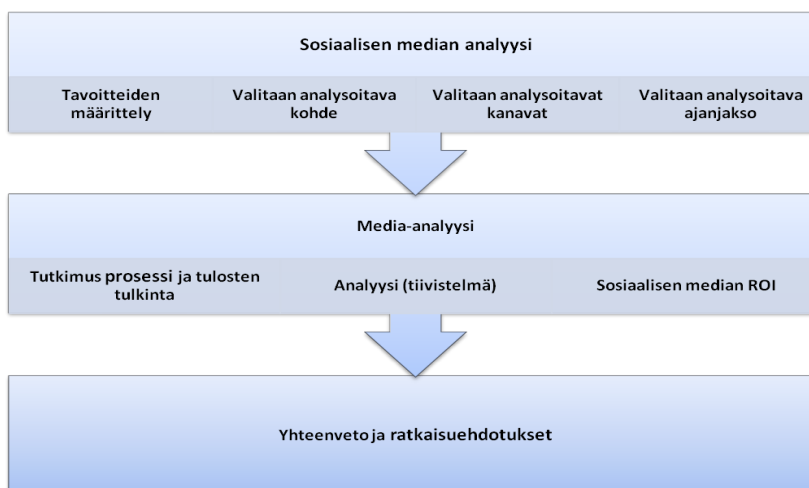 Sosiaalisen median analyysi
Tavoitteiden
määrittely
Valitaan analysoitava
kohde
Valitaan analysoitavat
kanavat
Valitaan analysoitava
ajanjakso
Media-analyysi
Tutkimus prosessi ja tulosten
tulkinta
Analyysi (tiivistelmä)
Sosiaalisen median ROI
Yhteenveto ja ratkaisuehdotukset